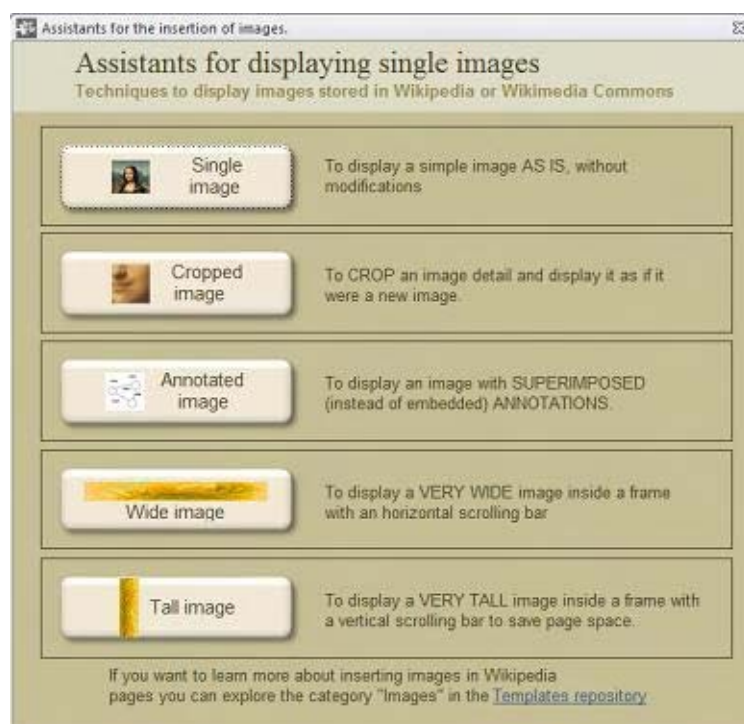 Assistants for the insertion of images.
Assistants for displaying single images
Techniques to display images stored in Wikipedia or Wikimedia Commons
Single
image
To display a simple image AS IS, without
modifications
Cropped
image
To CROP an image detail and display it as if it
were a new image.
Annotated
image
To display an image with SUPERIMPOSED
(instead of embedded) ANNOTATIONS.
Wide image
To display a VERY WIDE image inside a frame
with an horizontal scrolling bar
Tall image
To display a VERY TALL image inside a frame with
a vertical scrolling bar to save page space.
If you want to learn more about inserting images in Wikipedia
pages you can explore the category "Images" in the Templates repository